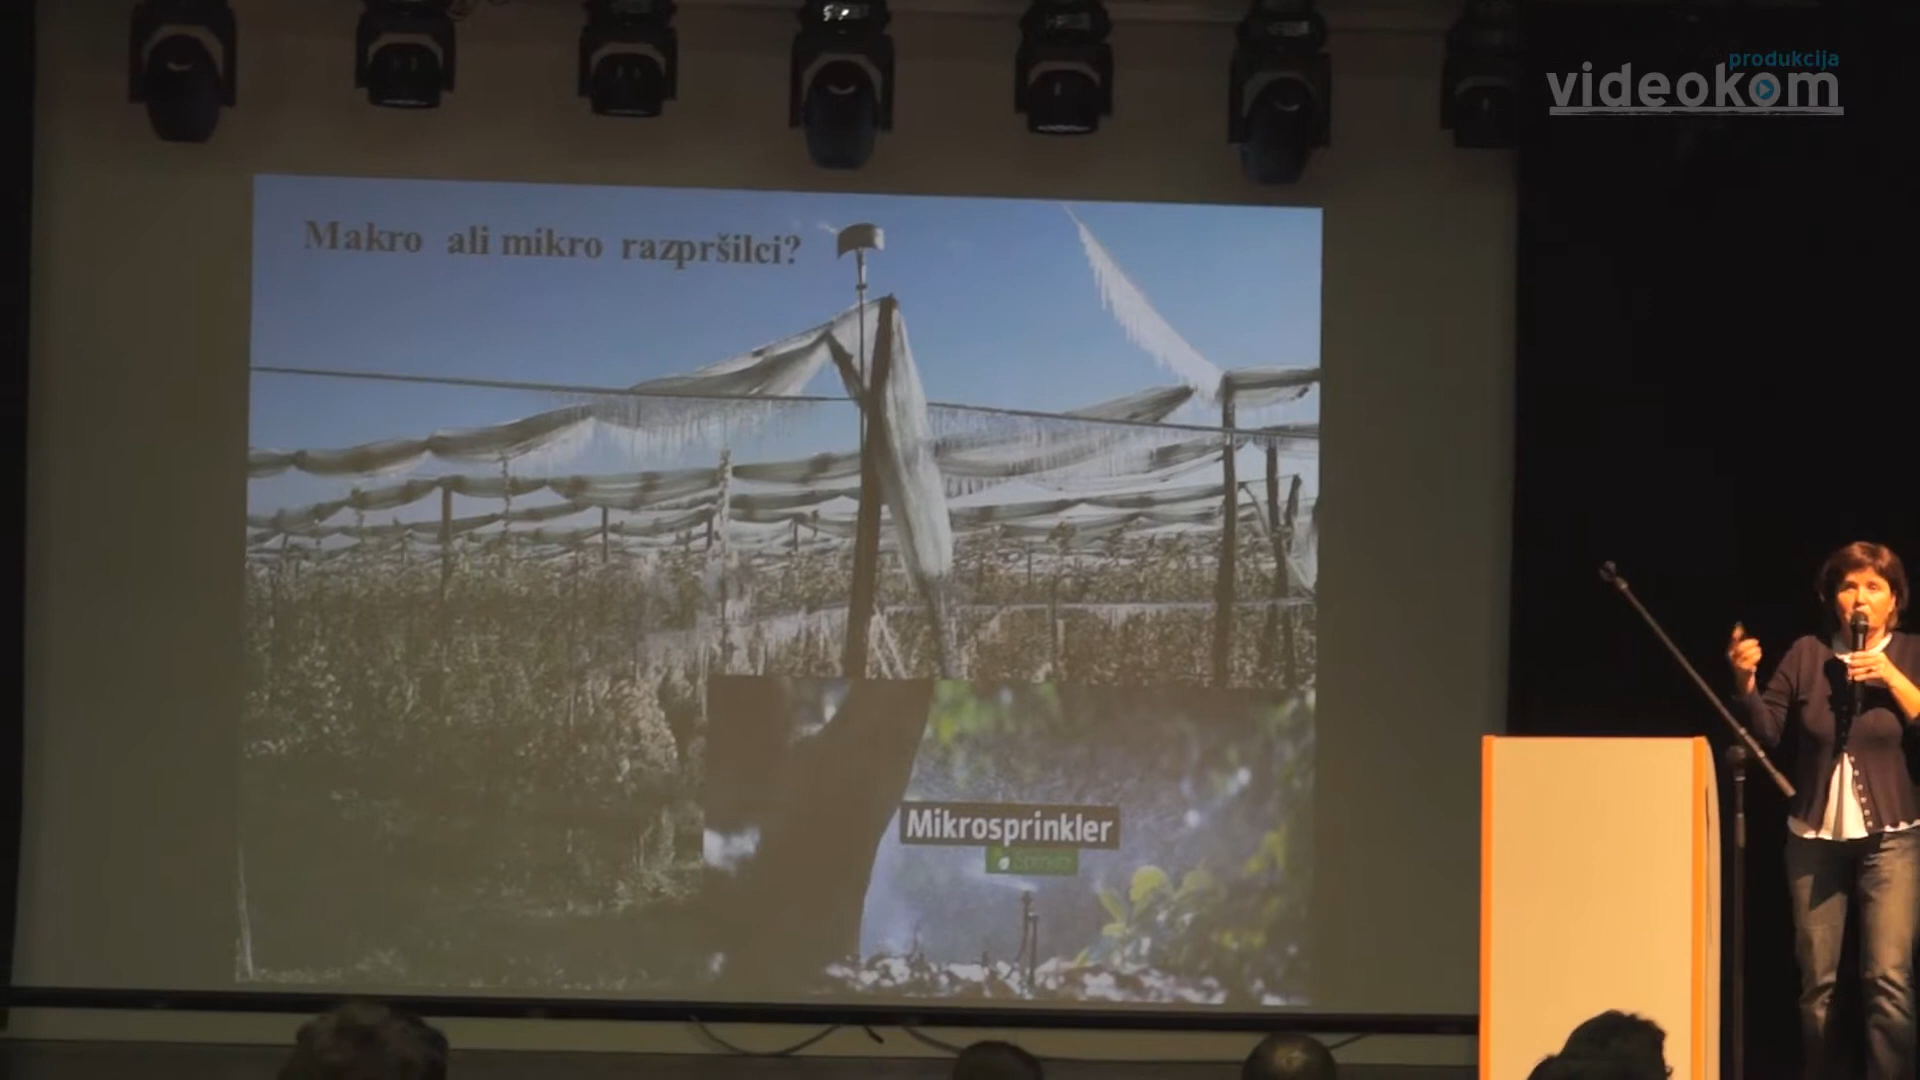 produkcija
videokom
Makro ali mikro razpršilci?
Mikrosprinkler